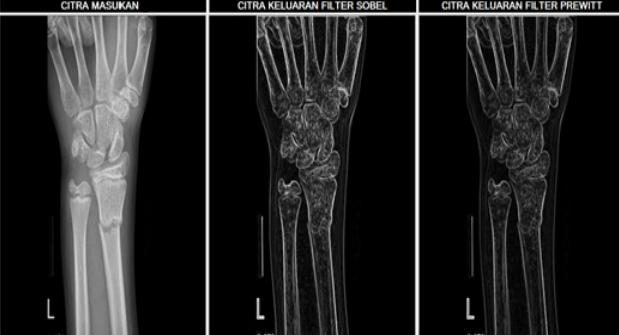 CITRA MASUKAN
CITRA KELUARAN FILTER SOBEL
CITRA KELUARAN FILTER PREWITT
L
L
L